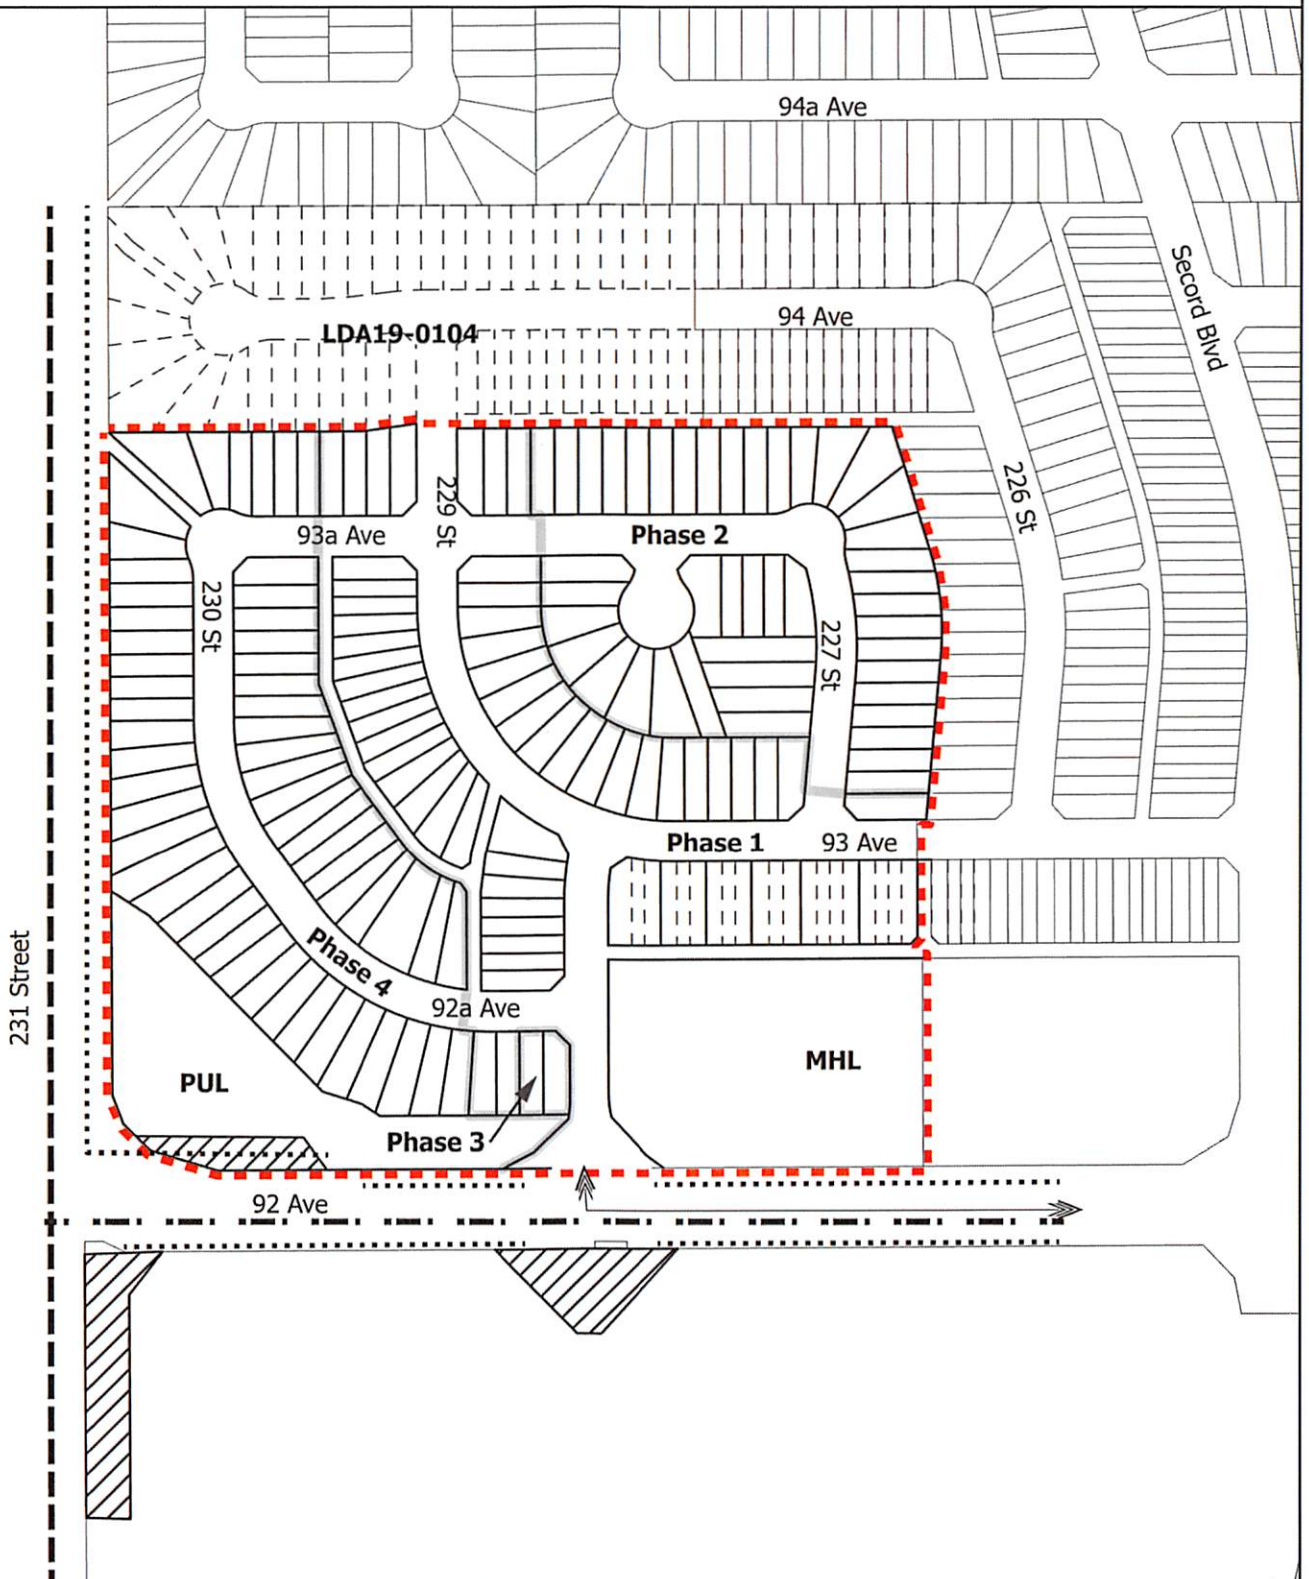 94a Ave
Second Blvd
94 Ave
LDA19-0104
226 St
229 St
93a Ave
Phase 2
230 St
227 St
Phase 1
93 Ave
Phase 4
92a Ave
231 Street
MHL
PUL
Phase 3
92 Ave